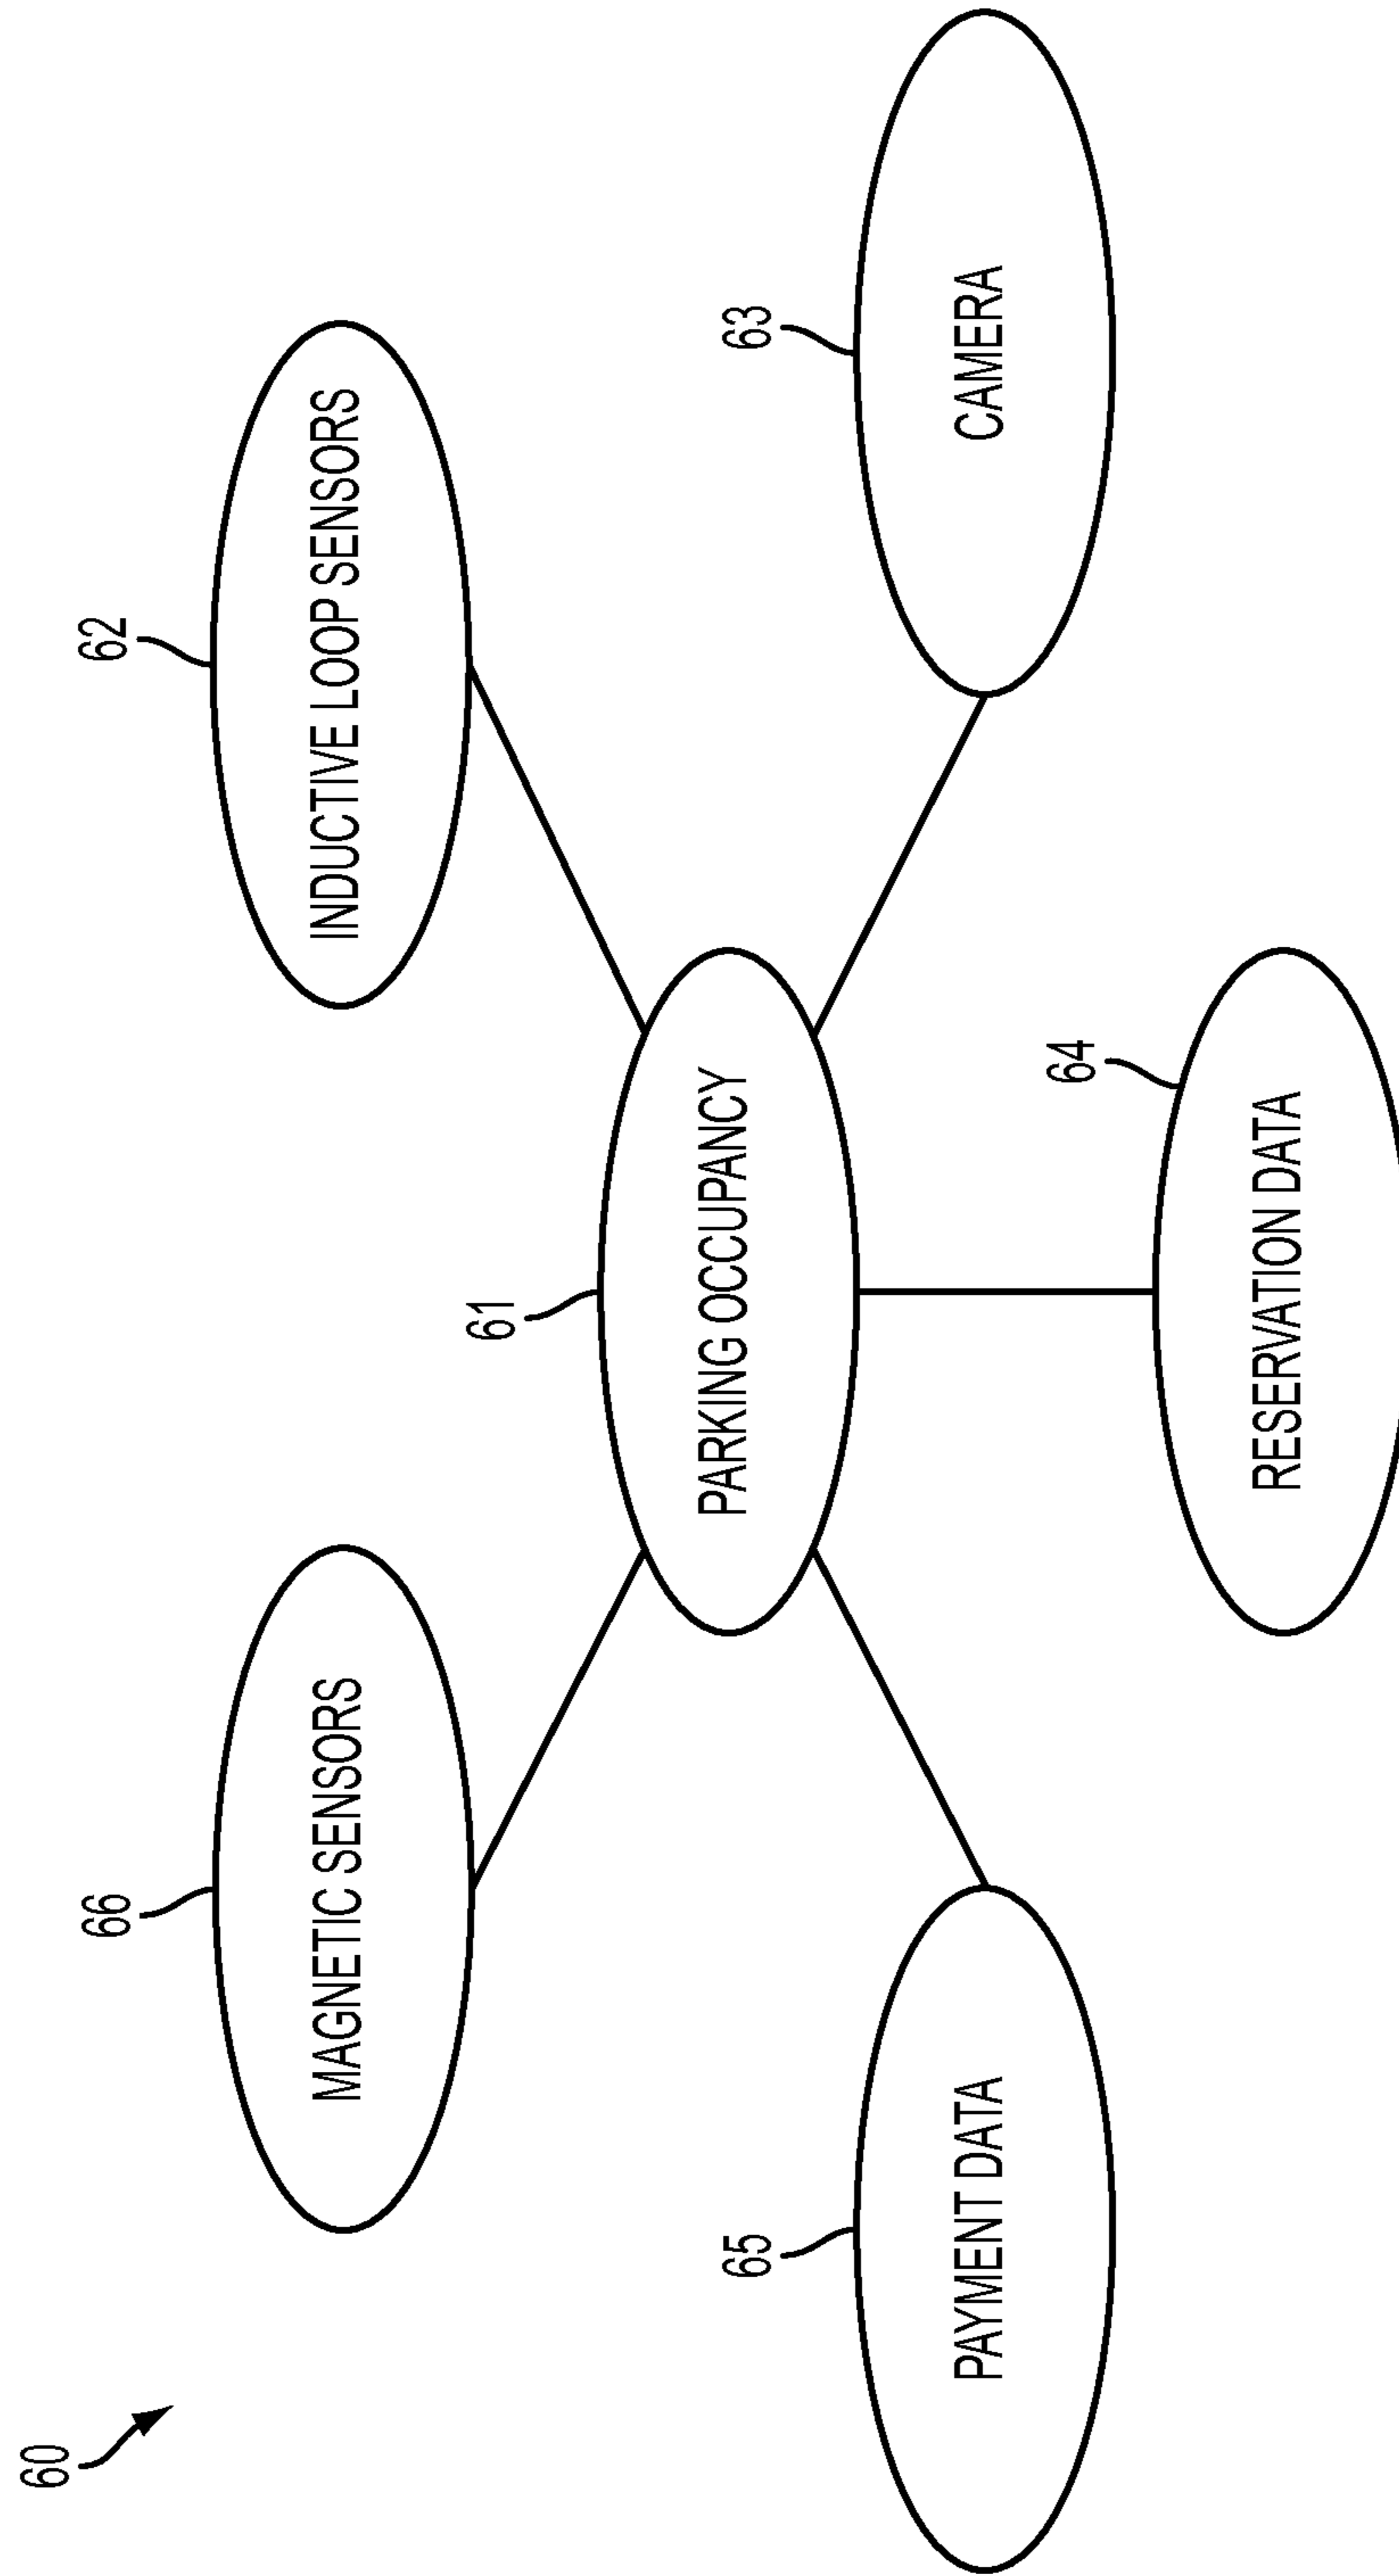 60
66
MAGNETIC SENSORS
62
INDUCTIVE LOOP SENSORS
61
PARKING OCCUPANCY
65
PAYMENT DATA
63
CAMERA
64
RESERVATION DATA